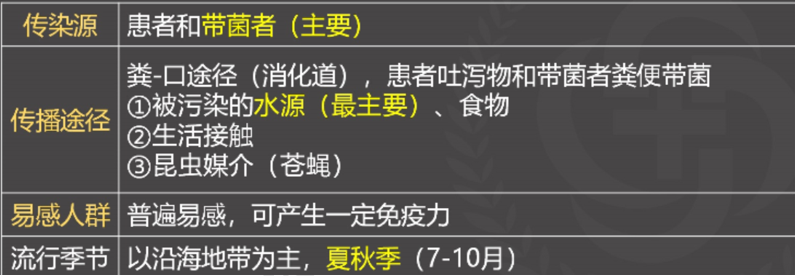 传染源 患者和带菌者（主要）
粪-口途径（消化道），患者吐泻物和带菌者粪便带菌
传播途径 ①被污染的水源（最主要）、食物
②生活接触
③昆虫媒介（苍蝇）
易感人群 普遍易感，可产生一定免疫力
流行季节 以沿海地带为主，夏秋季（7-10月）